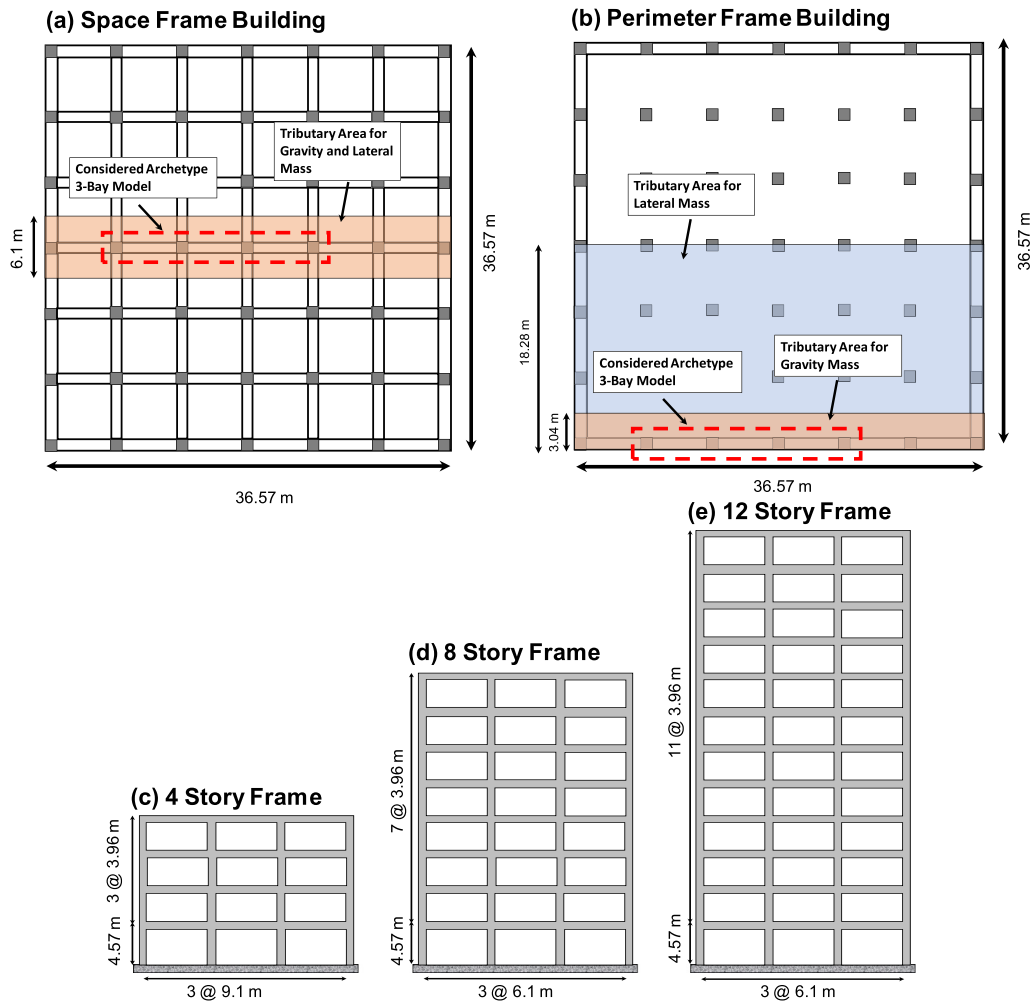 (a) Space Frame Building
Considered Archetype
3-Bay Model
Tributary Area for
Gravity and Lateral
Mass
6.1 m
36.57 m
36.57 m
(b) Perimeter Frame Building
Tributary Area for
Lateral Mass
Considered Archetype
3-Bay Model
Tributary Area for
Gravity Mass
18.28 m
3.04 m
36.57 m
36.57 m
(c) 4 Story Frame
3 @ 3.96 m
4.57 m
3 @ 9.1 m
(d) 8 Story Frame
7 @ 3.96 m
4.57 m
3 @ 6.1 m
(e) 12 Story Frame
11 @ 3.96 m
4.57 m
3 @ 6.1 m